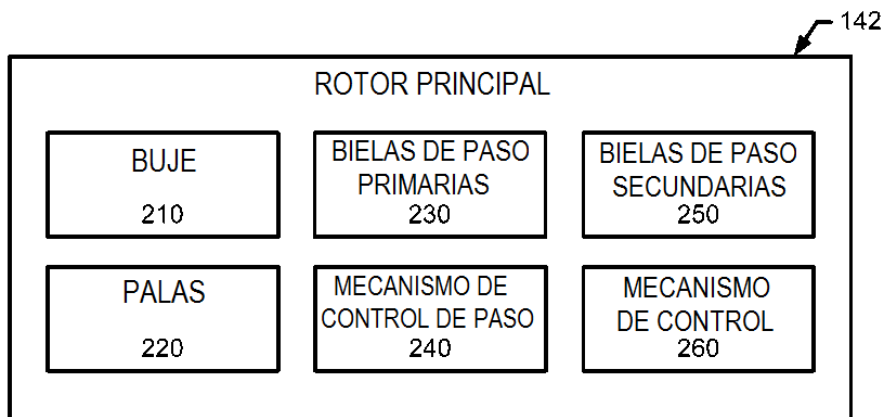 142
ROTOR PRINCIPAL
BUJE
210
BIELAS DE PASO
PRIMARIAS
230
BIELAS DE PASO
SECUNDARIAS
250
PALAS
220
MECANISMO DE
CONTROL DE PASO
240
MECANISMO
DE CONTROL
260